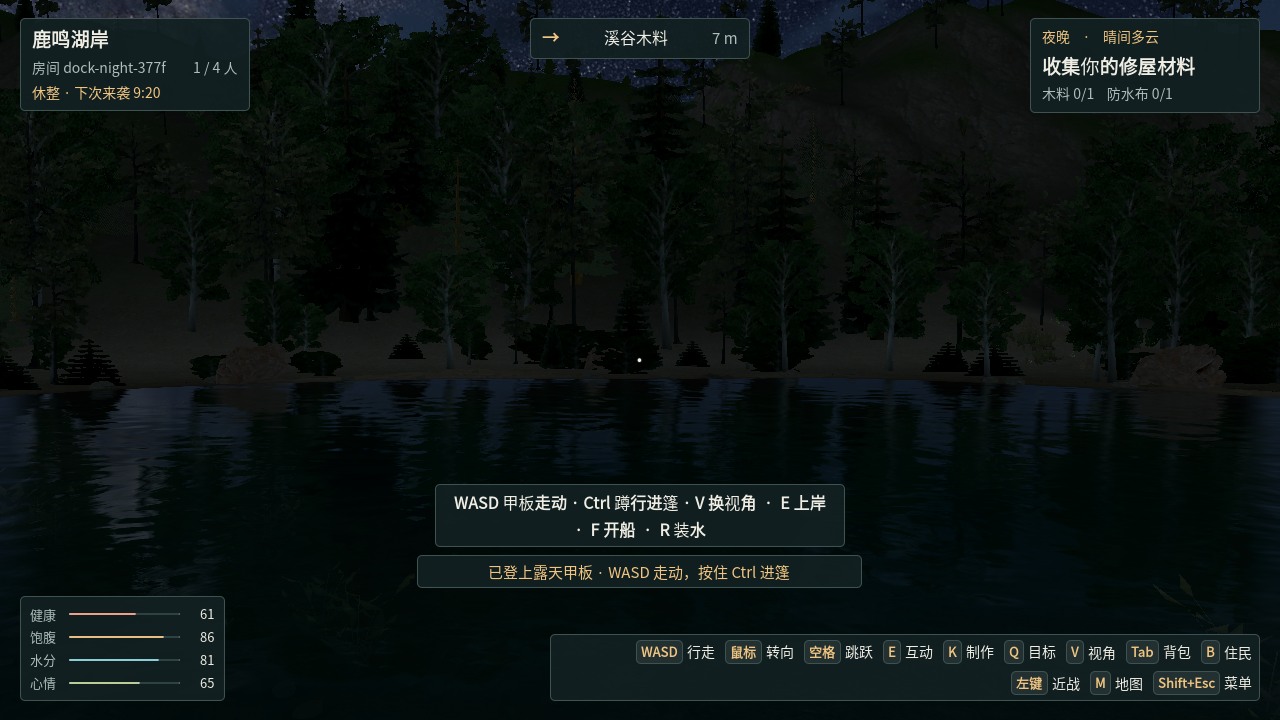 鹿鸣湖岸
房间 dock-night-377f 1 / 4 人
休整 · 下次来袭 9:20
→ 溪谷木料 7 m
夜晚 · 晴间多云
收集你的修屋材料
木料 0/1 防水布 0/1
WASD 甲板走动 · Ctrl 蹲行进篷 · V 换视角 · E 上岸
· F 开船 · R 装水
已登上露天甲板 · WASD 走动，按住 Ctrl 进篷
健康 61
饱腹 86
水分 81
心情 65
WASD 行走 鼠标 转向 空格 跳跃 E 互动 K 制作 Q 目标 V 视角 Tab 背包 B 住民
左键 近战 M 地图 Shift+Esc 菜单